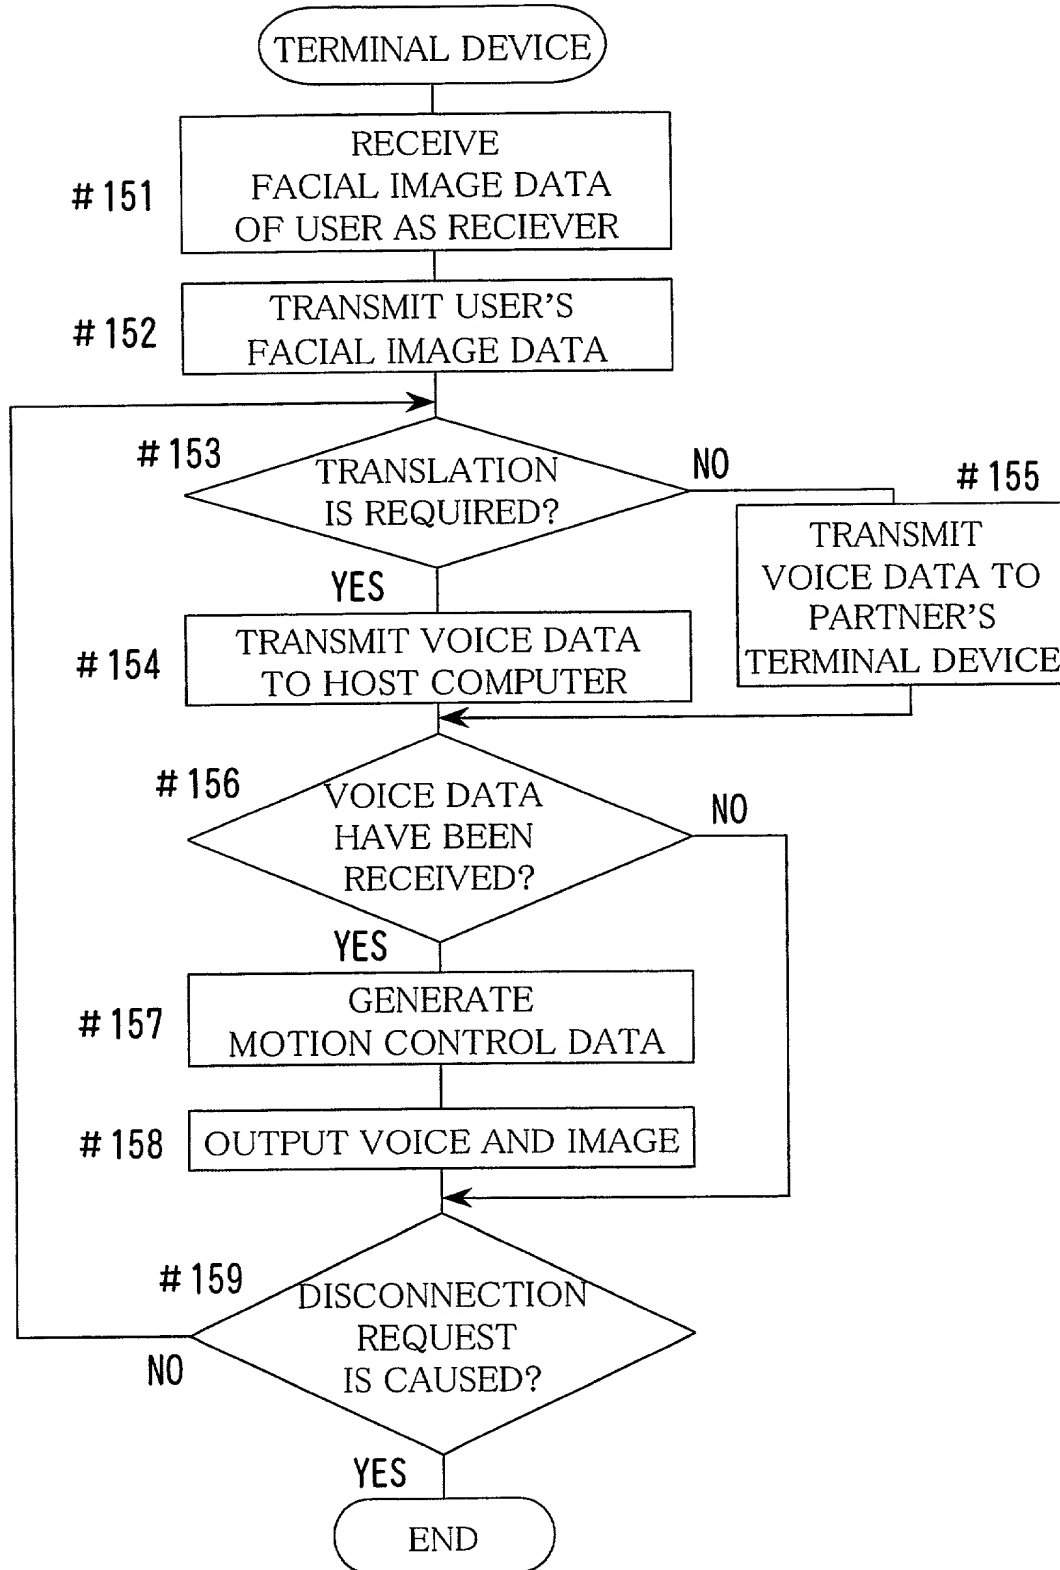 TERMINAL DEVICE
#151
RECEIVE
FACIAL IMAGE DATA
OF USER AS RECIEVER
#152
TRANSMIT USER'S
FACIAL IMAGE DATA
#153
TRANSLATION
IS REQUIRED?
NO
YES
#155
TRANSMIT
VOICE DATA TO
PARTNER'S
TERMINAL DEVICE
#154
TRANSMIT VOICE DATA
TO HOST COMPUTER
#156
VOICE DATA
HAVE BEEN
RECEIVED?
NO
YES
#157
GENERATE
MOTION CONTROL DATA
#158
OUTPUT VOICE AND IMAGE
#159
DISCONNECTION
REQUEST
IS CAUSED?
NO
YES
END